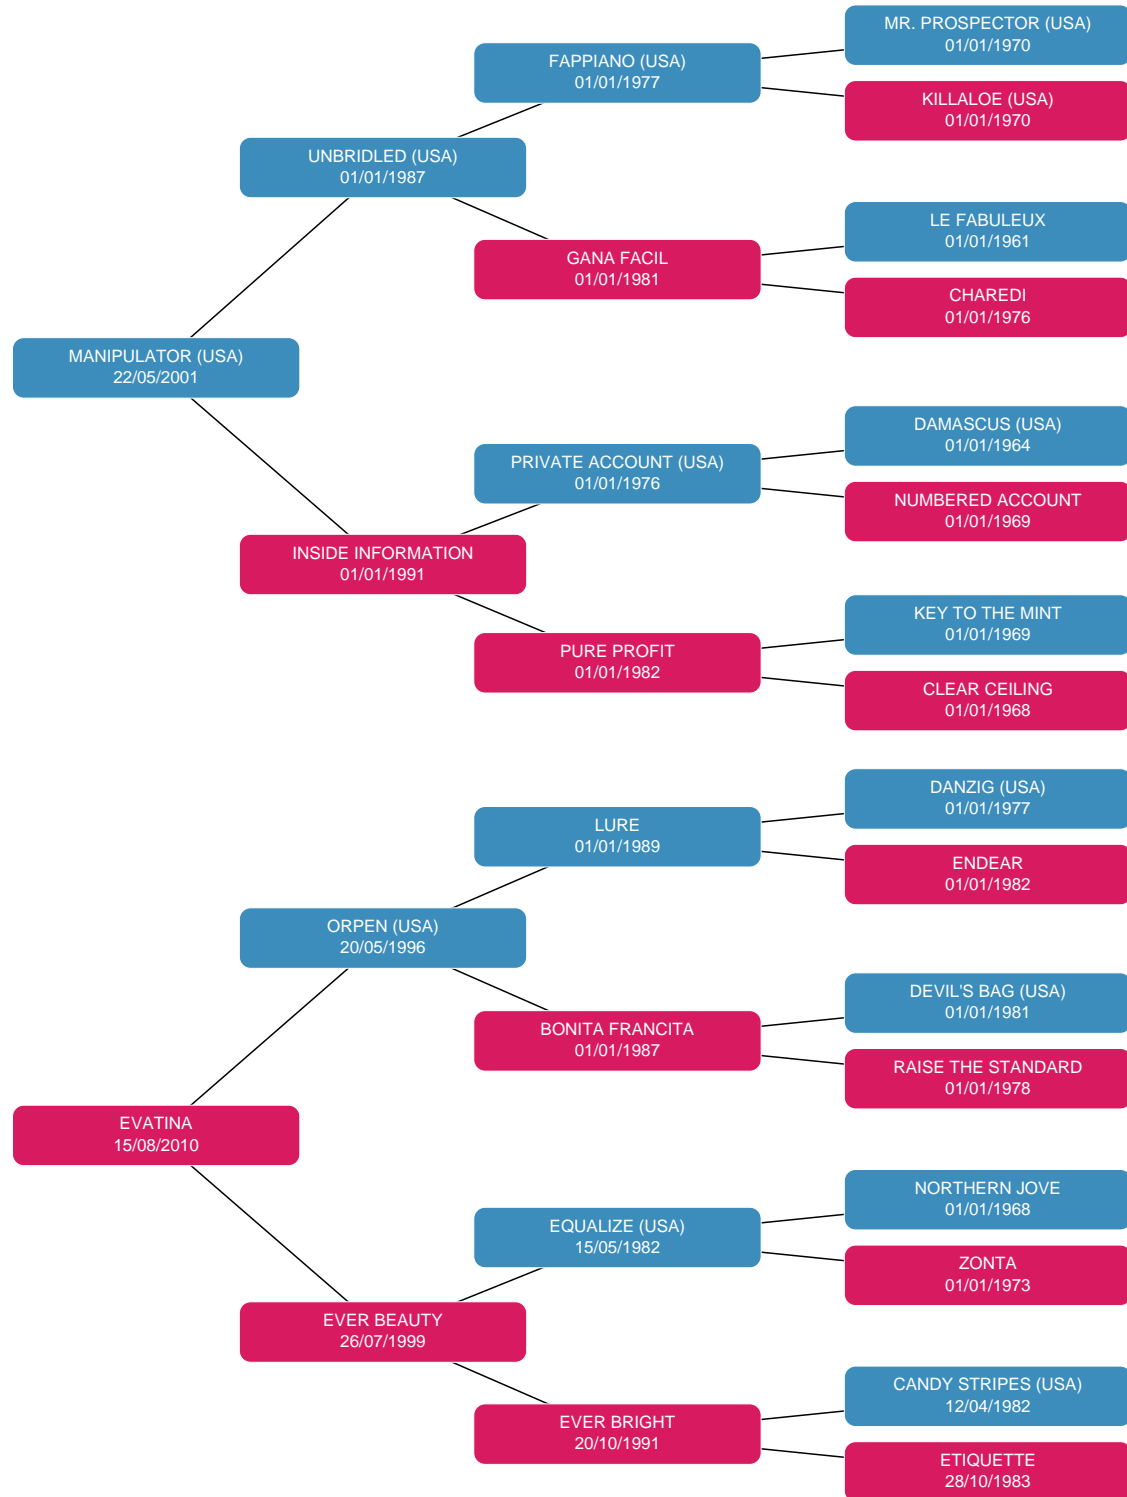 MR. PROSPECTOR (USA)
01/01/1970
FAPPIANO (USA)
01/01/1977
KILLALOE (USA)
01/01/1970
UNBRIDLED (USA)
01/01/1987
LE FABULEUX
01/01/1961
GANA FACIL
01/01/1981
CHAREDI
01/01/1976
MANIPULATOR (USA)
22/05/2001
DAMASCUS (USA)
01/01/1964
PRIVATE ACCOUNT (USA)
01/01/1976
NUMBERED ACCOUNT
01/01/1969
INSIDE INFORMATION
01/01/1991
KEY TO THE MINT
01/01/1969
PURE PROFIT
01/01/1982
CLEAR CEILING
01/01/1968
DANZIG (USA)
01/01/1977
LURE
01/01/1989
ENDEAR
01/01/1982
ORPEN (USA)
20/05/1996
DEVIL'S BAG (USA)
01/01/1981
BONITA FRANCITA
01/01/1987
RAISE THE STANDARD
01/01/1978
EVATINA
15/08/2010
NORTHERN JOVE
01/01/1968
EQUALIZE (USA)
15/05/1982
ZONTA
01/01/1973
EVER BEAUTY
26/07/1999
CANDY STRIPES (USA)
12/04/1982
EVER BRIGHT
20/10/1991
ETIQUETTE
28/10/1983